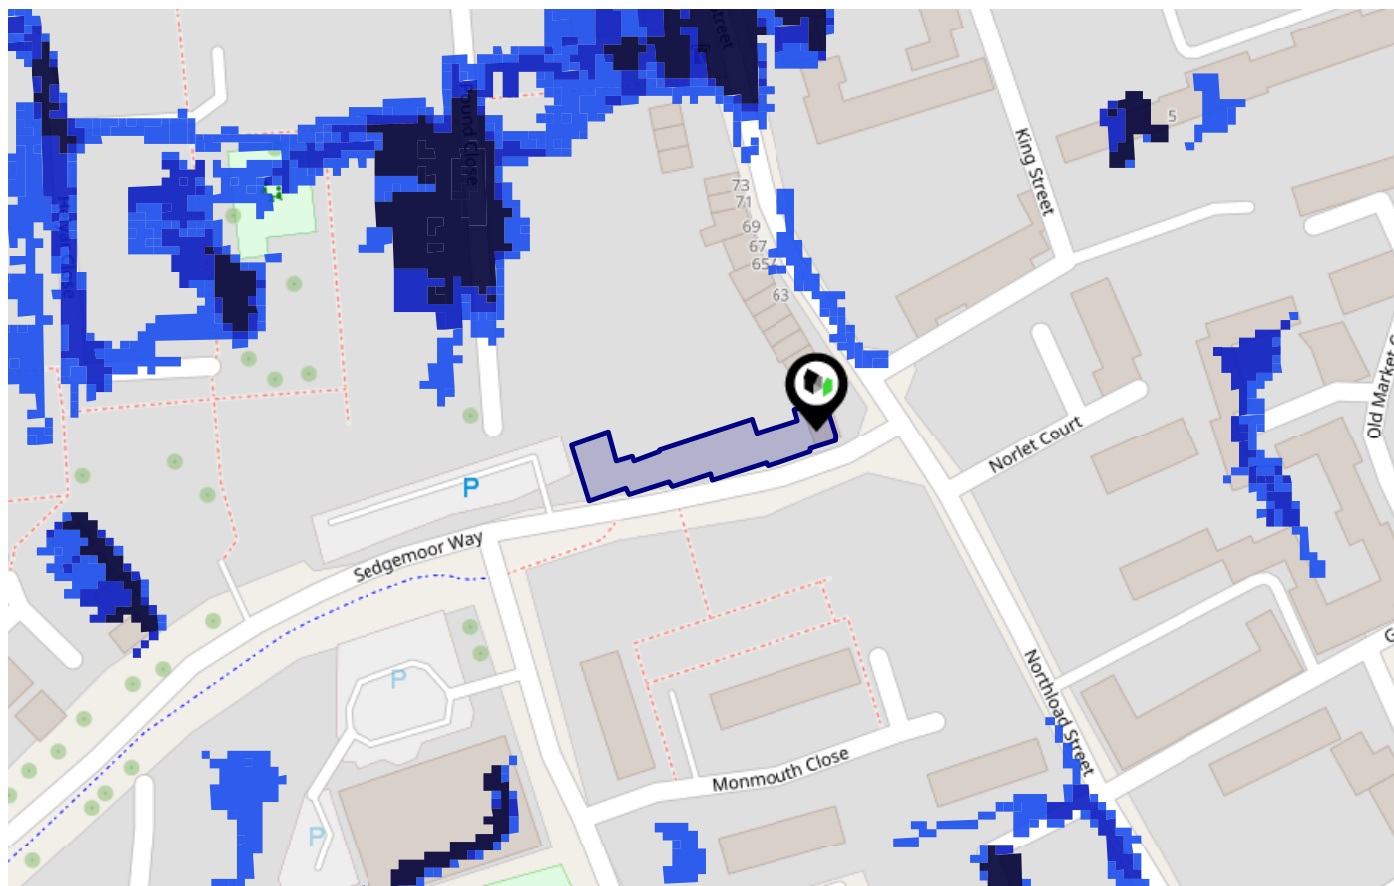 Street
Pound Close
5
King Street
73
71
69
67
65
63
Old Market C
Norlet Court
P
Sedgemoor Way
P
Northload Street
G
Monmouth Close
P